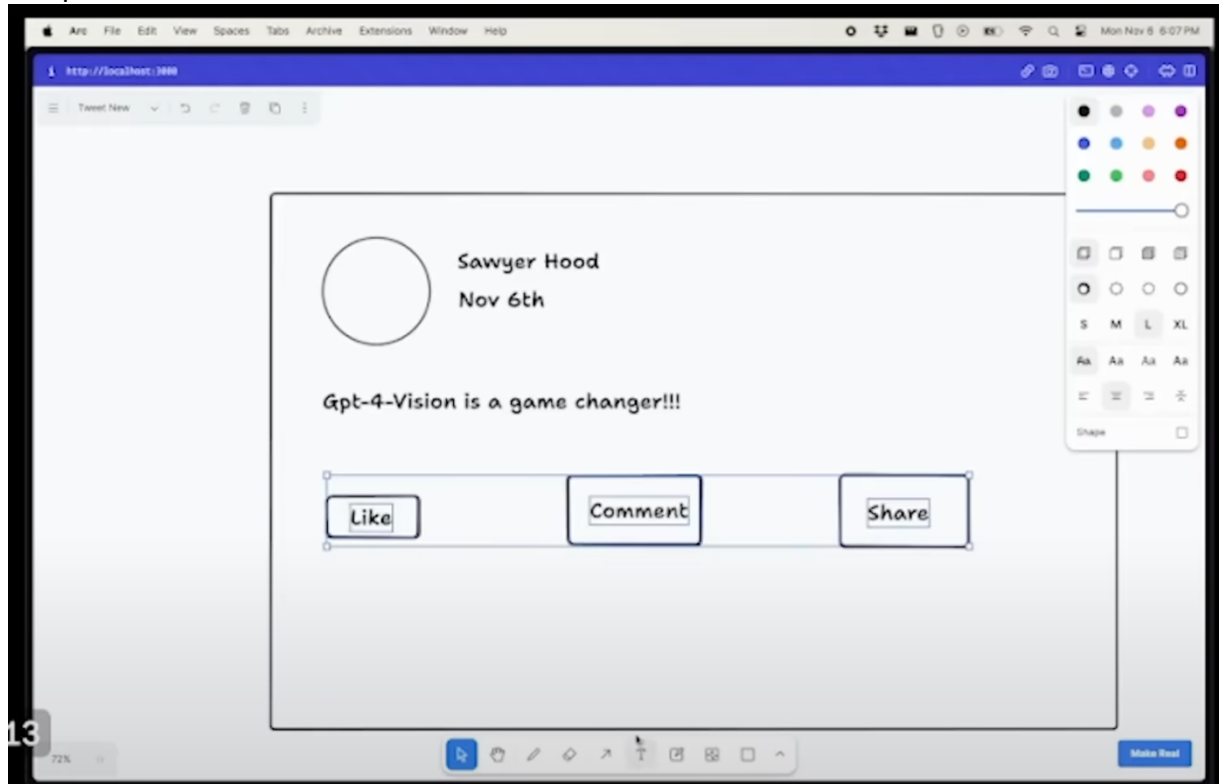 Arc File Edit View Spaces Tabs Archive Extensions Window Help Mon Nov 6 6:07 PM
http://localhost:3000
Tweet New
Sawyer Hood
Nov 6th
Gpt-4-Vision is a game changer!!!
Like Comment Share
S M L XL
Aa Aa Aa Aa
Shape
13
72%
T
Make Real